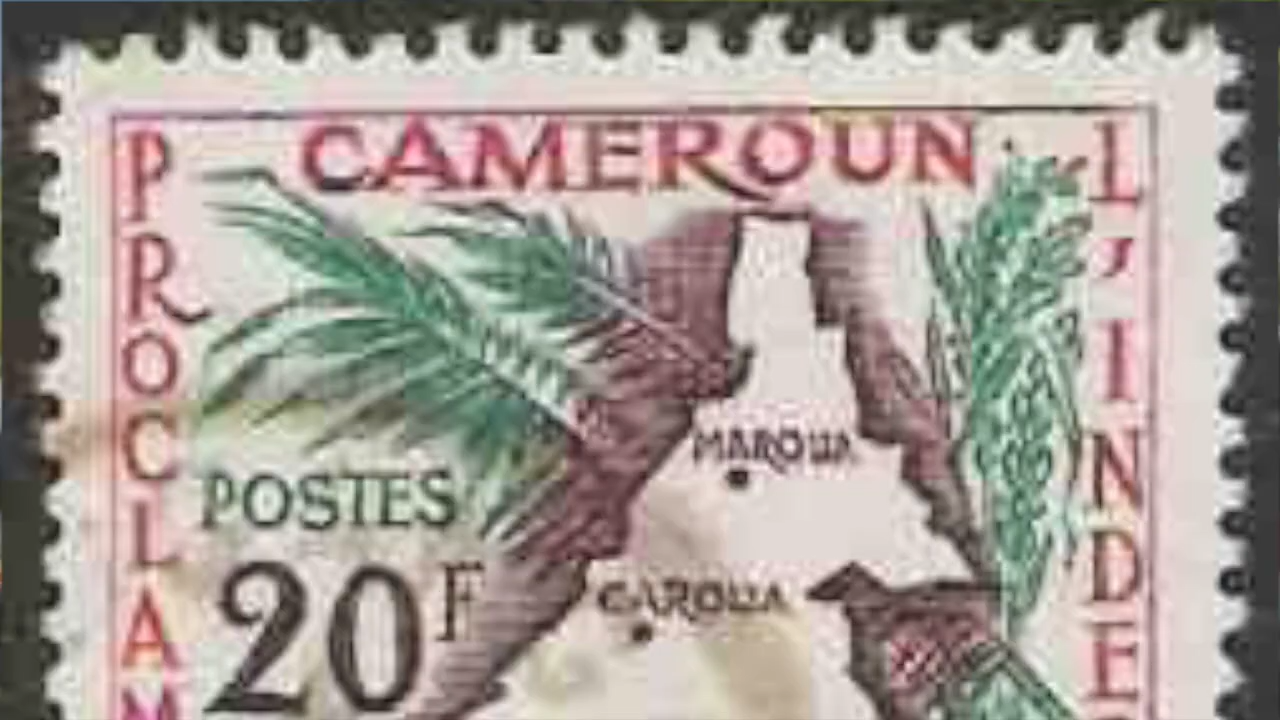 CAMEROUN
PROCLAM
L'INDE
MAROUA
POSTES
20F
GAROUA